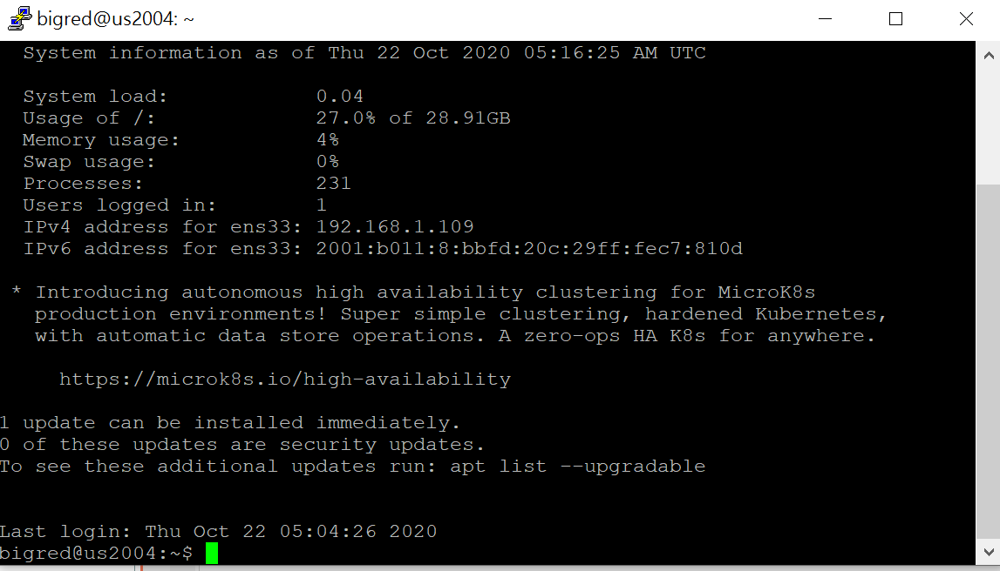 bigred@us2004: ~
System information as of Thu 22 Oct 2020 05:16:25 AM UTC
System load: 0.04
Usage of /: 27.0% of 28.91GB
Memory usage: 4%
Swap usage: 0%
Processes: 231
Users logged in: 1
IPv4 address for ens33: 192.168.1.109
IPv6 address for ens33: 2001:b011:8:bbfd:20c:29ff:fec7:810d
* Introducing autonomous high availability clustering for MicroK8s
production environments! Super simple clustering, hardened Kubernetes,
with automatic data store operations. A zero-ops HA K8s for anywhere.
https://microk8s.io/high-availability
1 update can be installed immediately.
0 of these updates are security updates.
To see these additional updates run: apt list --upgradable
Last login: Thu Oct 22 05:04:26 2020
bigred@us2004:~$